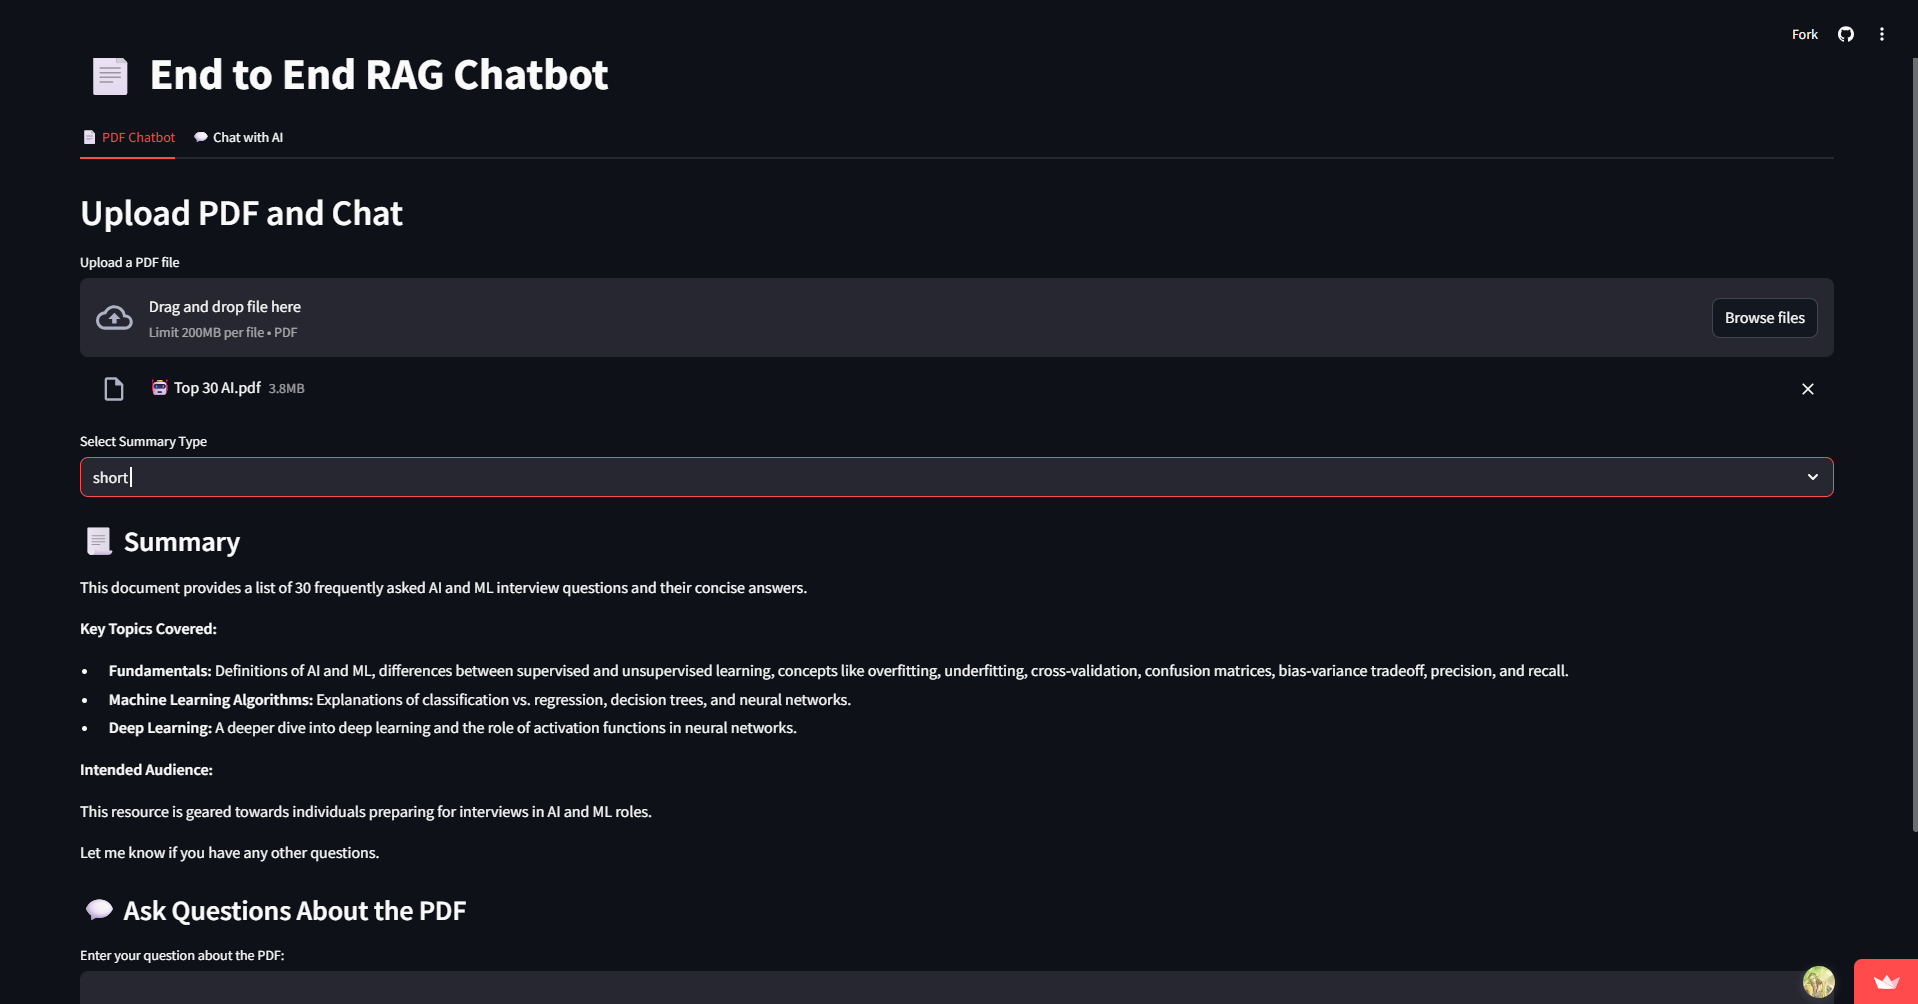 Fork
End to End RAG Chatbot
PDF Chatbot
Chat with AI
Upload PDF and Chat
Upload a PDF file
Drag and drop file here
Limit 200MB per file • PDF
Browse files
Top 30 AI.pdf 3.8MB
Select Summary Type
short
Summary
This document provides a list of 30 frequently asked AI and ML interview questions and their concise answers.
Key Topics Covered:
• Fundamentals: Definitions of AI and ML, differences between supervised and unsupervised learning, concepts like overfitting, underfitting, cross-validation, confusion matrices, bias-variance tradeoff, precision, and recall.
• Machine Learning Algorithms: Explanations of classification vs. regression, decision trees, and neural networks.
• Deep Learning: A deeper dive into deep learning and the role of activation functions in neural networks.
Intended Audience:
This resource is geared towards individuals preparing for interviews in AI and ML roles.
Let me know if you have any other questions.
Ask Questions About the PDF
Enter your question about the PDF: